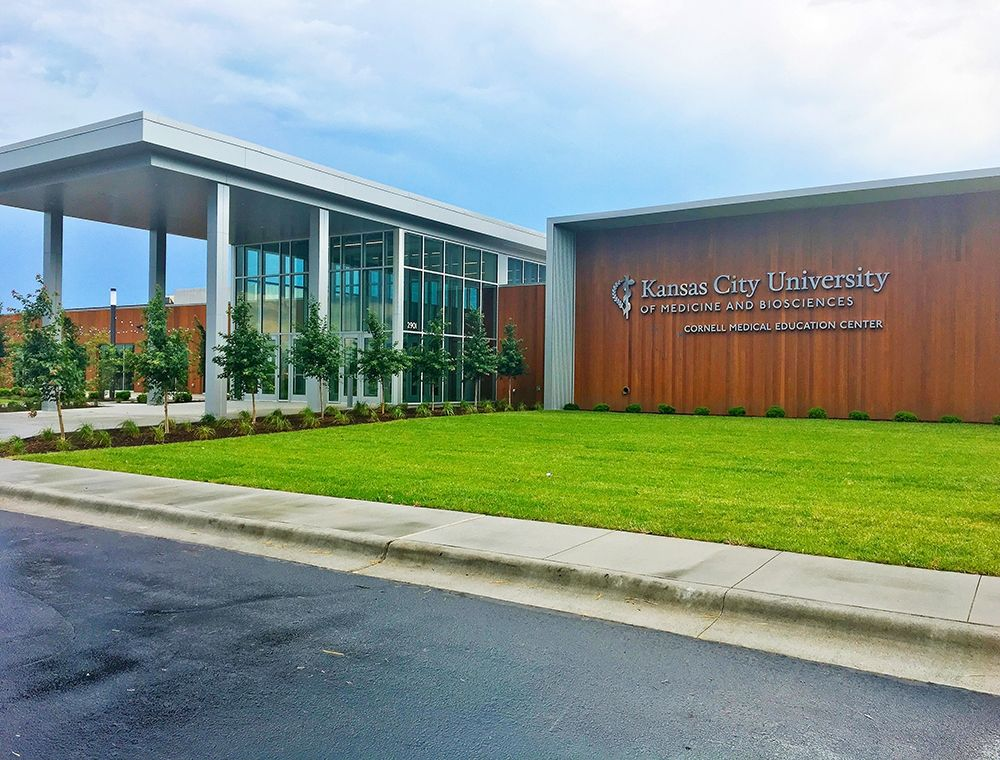 2901
Kansas City University
OF MEDICINE AND BIOSCIENCES
CORNELL MEDICAL EDUCATION CENTER